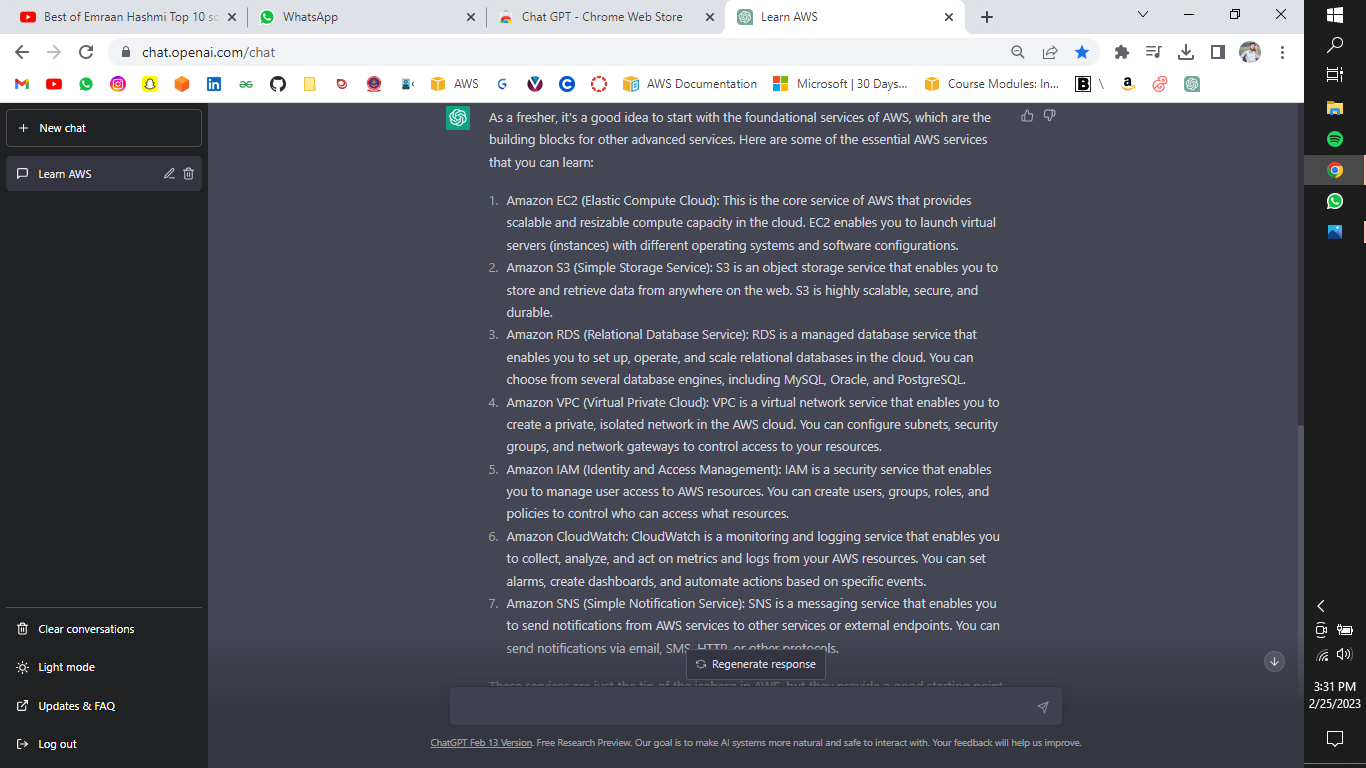 Best of Emraan Hashmi Top 10 so
WhatsApp
Chat GPT - Chrome Web Store
Learn AWS
chat.openai.com/chat
AWS
AWS Documentation
Microsoft | 30 Days...
Course Modules: In...
B \
New chat
Learn AWS
As a fresher, it's a good idea to start with the foundational services of AWS, which are the
building blocks for other advanced services. Here are some of the essential AWS services
that you can learn:
1. Amazon EC2 (Elastic Compute Cloud): This is the core service of AWS that provides
scalable and resizable compute capacity in the cloud. EC2 enables you to launch virtual
servers (instances) with different operating systems and software configurations.
2. Amazon S3 (Simple Storage Service): S3 is an object storage service that enables you to
store and retrieve data from anywhere on the web. S3 is highly scalable, secure, and
durable.
3. Amazon RDS (Relational Database Service): RDS is a managed database service that
enables you to set up, operate, and scale relational databases in the cloud. You can
choose from several database engines, including MySQL, Oracle, and PostgreSQL.
4. Amazon VPC (Virtual Private Cloud): VPC is a virtual network service that enables you to
create a private, isolated network in the AWS cloud. You can configure subnets, security
groups, and network gateways to control access to your resources.
5. Amazon IAM (Identity and Access Management): IAM is a security service that enables
you to manage user access to AWS resources. You can create users, groups, roles, and
policies to control who can access what resources.
6. Amazon CloudWatch: CloudWatch is a monitoring and logging service that enables you
to collect, analyze, and act on metrics and logs from your AWS resources. You can set
alarms, create dashboards, and automate actions based on specific events.
7. Amazon SNS (Simple Notification Service): SNS is a messaging service that enables you
to send notifications from AWS services to other services or external endpoints. You can
send notifications via email, SMS, HTTP, or other protocols.
Regenerate response
These services are just the tip of the iceberg in AWS, but they provide a good starting point
ChatGPT Feb 13 Version. Free Research Preview. Our goal is to make AI systems more natural and safe to interact with. Your feedback will help us improve.
Clear conversations
Light mode
Updates & FAQ
Log out
3:31 PM
2/25/2023